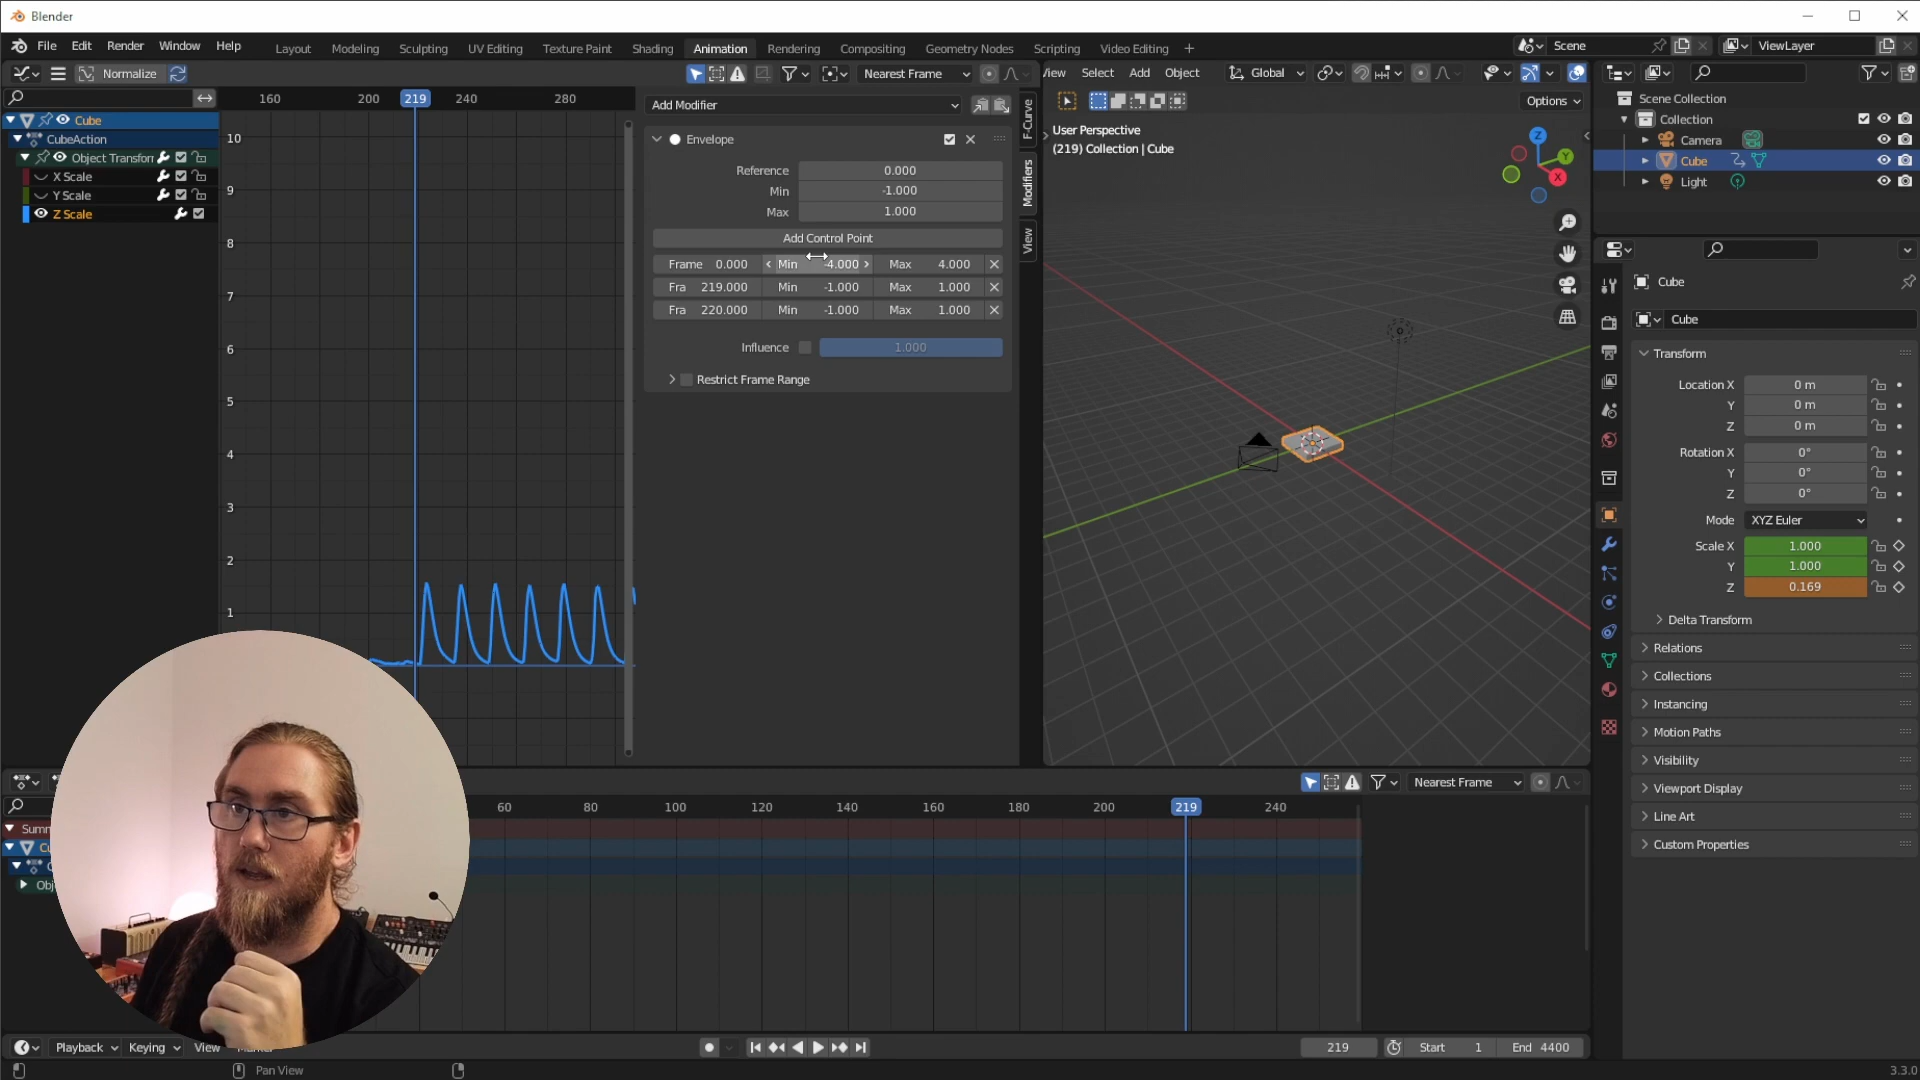 Blender
File Edit Render Window Help
Layout Modeling Sculpting UV Editing Texture Paint Shading Animation Rendering Compositing Geometry Nodes Scripting Video Editing +
Scene
ViewLayer
Normalize
Nearest Frame
View Select Add Object
Global
160 200 219 240 280
Add Modifier
Options
Scene Collection
Cube
CubeAction
Object Transform
X Scale
Y Scale
Z Scale
10
9
8
7
6
5
4
3
2
1
Envelope
Reference 0.000
Min -1.000
Max 1.000
Add Control Point
Frame 0.000 Min -4.000 Max 4.000
Fra 219.000 Min -1.000 Max 1.000
Fra 220.000 Min -1.000 Max 1.000
Influence 1.000
Restrict Frame Range
F-Curve
Modifiers
View
User Perspective
(219) Collection | Cube
Z
Y
X
Collection
Camera
Cube
Light
Cube
Cube
Transform
Location X 0 m
Y 0 m
Z 0 m
Rotation X 0°
Y 0°
Z 0°
Mode XYZ Euler
Scale X 1.000
Y 1.000
Z 0.169
Delta Transform
Relations
Collections
Instancing
Motion Paths
Visibility
Viewport Display
Line Art
Custom Properties
Nearest Frame
60 80 100 120 140 160 180 200 219 240
Summ
Cu
C
Obj
Playback Keying View
219 Start 1 End 4400
Pan View
3.3.0